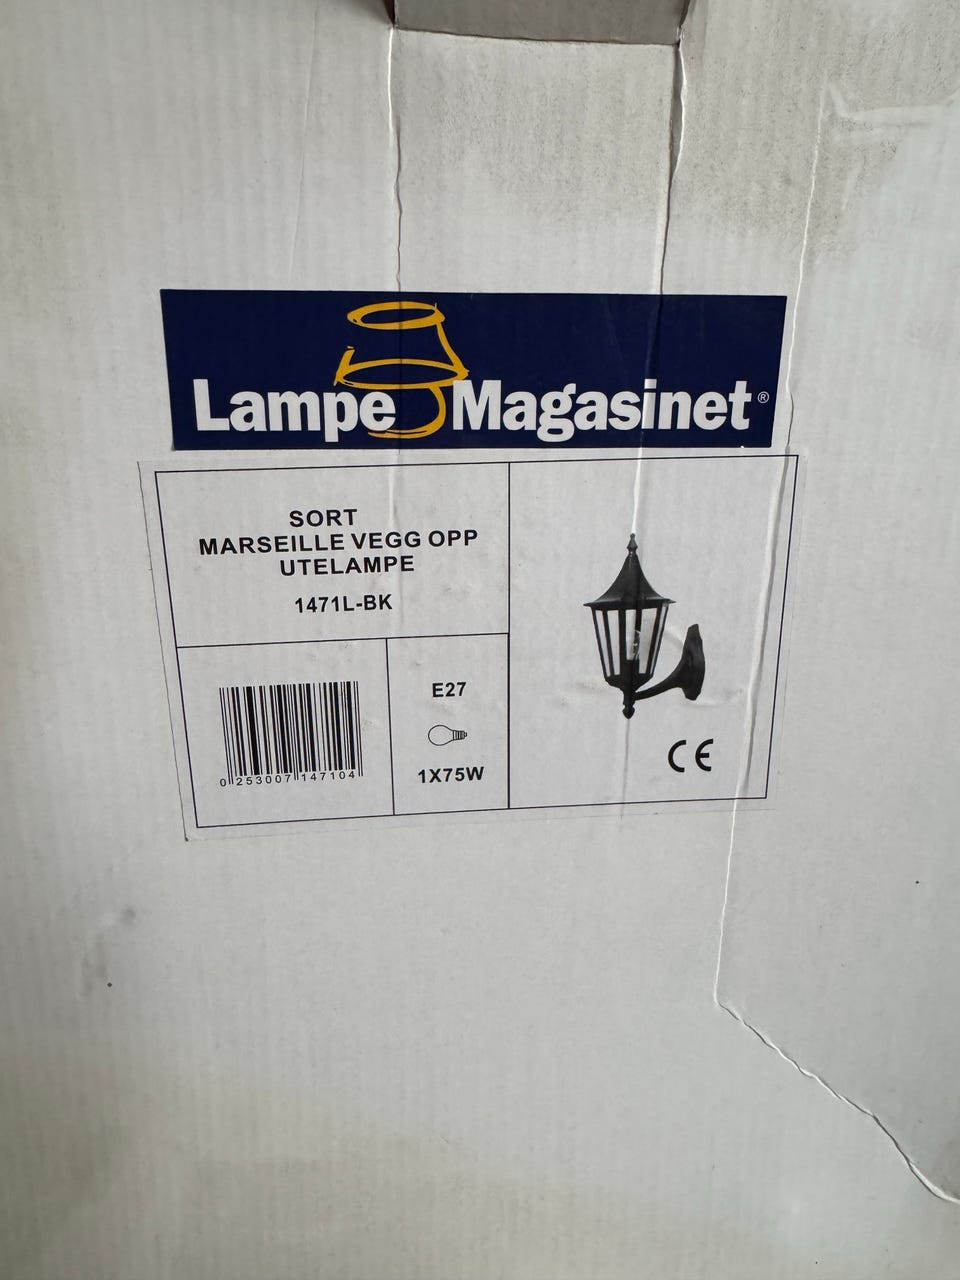 Lampe Magasinet®
SORT
MARSEILLE VEGG OPP
UTELAMPE
1471L-BK
0 253007 147104
E27
1X75W
CE